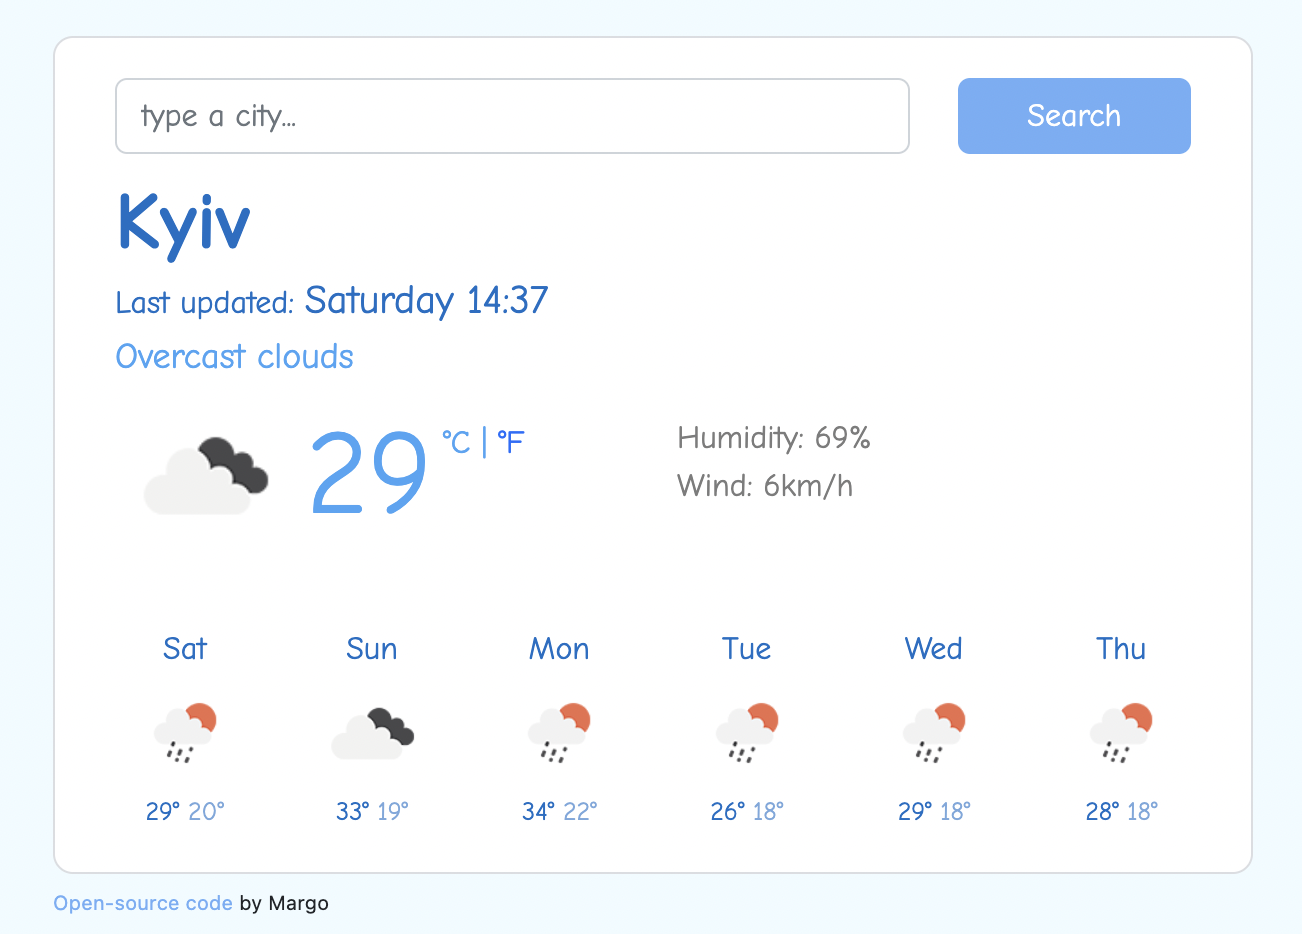 type a city...
Search
Kyiv
Last updated: Saturday 14:37
Overcast clouds
29 °C | °F
Humidity: 69%
Wind: 6km/h
Sat Sun Mon Tue Wed Thu
29° 20° 33° 19° 34° 22° 26° 18° 29° 18° 28° 18°
Open-source code by Margo